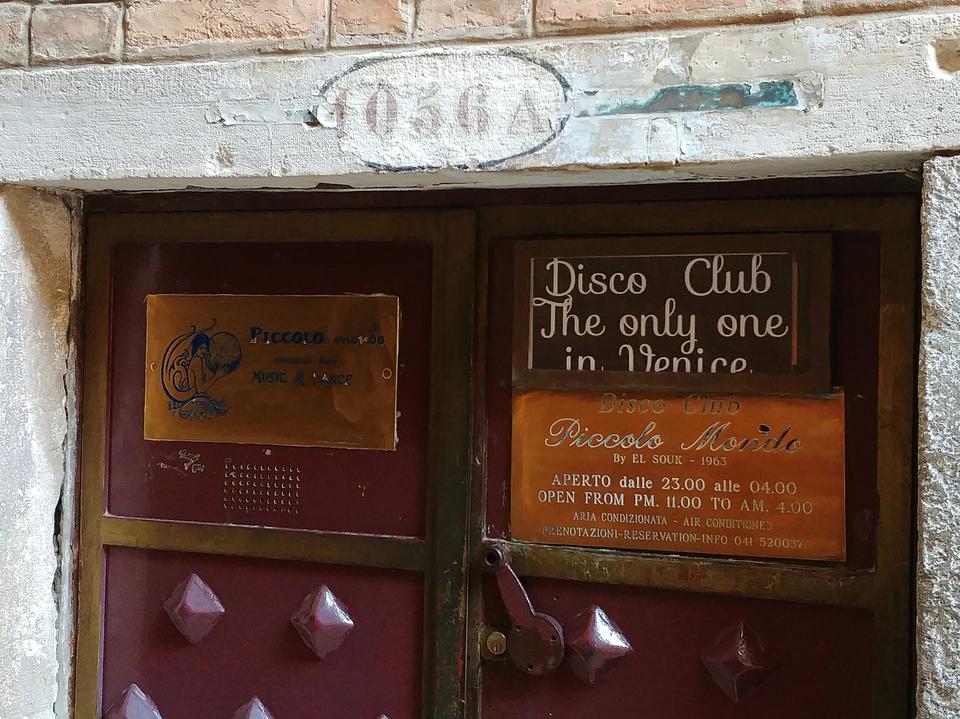 1056 A
Piccolo mondo
Music & Dance
Disco Club
The only one
in Venice
Disco Club
Piccolo Mondo
By EL SOUK - 1963
APERTO dalle 23.00 alle 04.00
OPEN FROM PM. 11.00 TO AM. 4.00
ARIA CONDIZIONATA - AIR CONDITIONED
PRENOTAZIONI-RESERVATION-INFO 041 520037